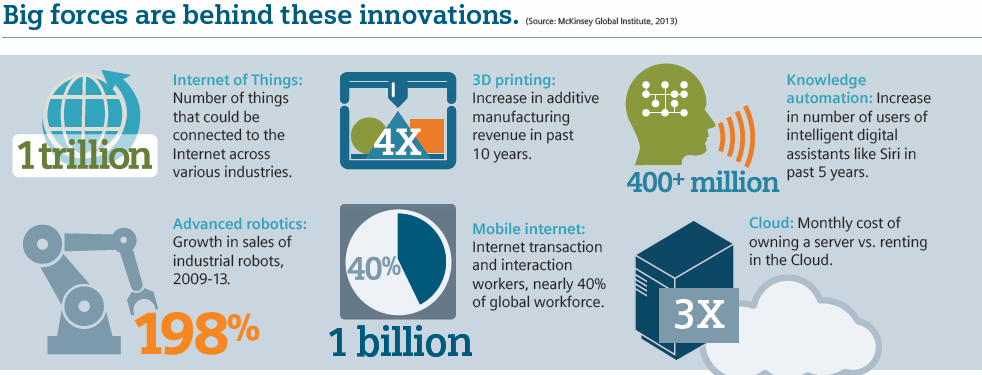 Big forces are behind these innovations. (Source: McKinsey Global Institute, 2013)
1 trillion
Internet of Things:
Number of things
that could be
connected to the
Internet across
various industries.
4X
3D printing:
Increase in additive
manufacturing
revenue in past
10 years.
400+ million
Knowledge
automation: Increase
in number of users of
intelligent digital
assistants like Siri in
past 5 years.
198%
Advanced robotics:
Growth in sales of
industrial robots,
2009-13.
40%
1 billion
Mobile internet:
Internet transaction
and interaction
workers, nearly 40%
of global workforce.
3X
Cloud: Monthly cost of
owning a server vs. renting
in the Cloud.